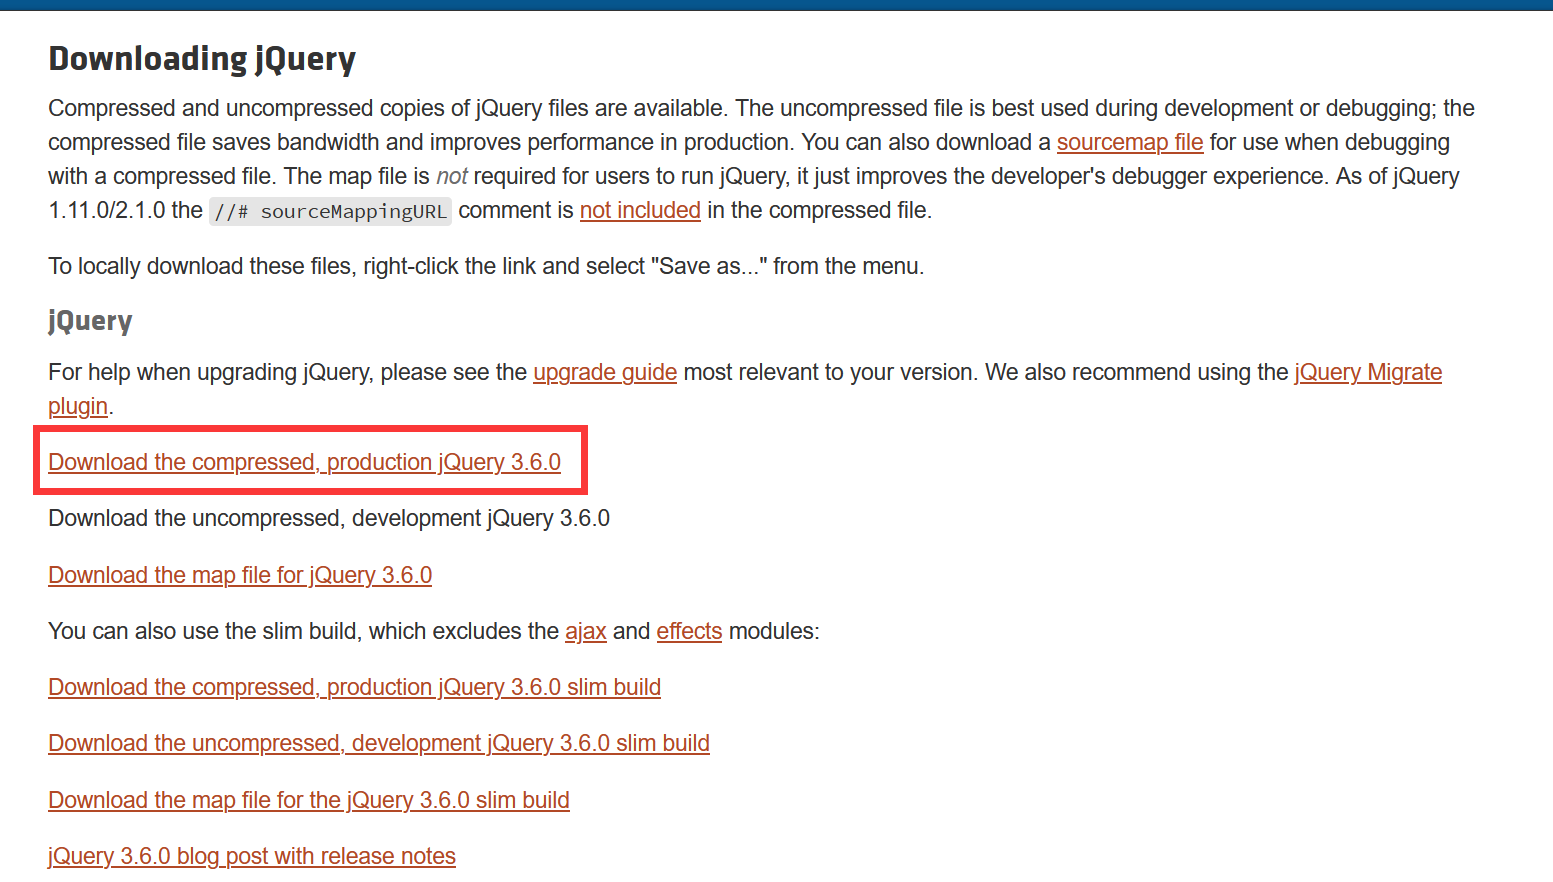 Downloading jQuery
Compressed and uncompressed copies of jQuery files are available. The uncompressed file is best used during development or debugging; the
compressed file saves bandwidth and improves performance in production. You can also download a sourcemap file for use when debugging
with a compressed file. The map file is not required for users to run jQuery, it just improves the developer's debugger experience. As of jQuery
1.11.0/2.1.0 the //# sourceMappingURL comment is not included in the compressed file.
To locally download these files, right-click the link and select "Save as..." from the menu.
jQuery
For help when upgrading jQuery, please see the upgrade guide most relevant to your version. We also recommend using the jQuery Migrate
plugin.
Download the compressed, production jQuery 3.6.0
Download the uncompressed, development jQuery 3.6.0
Download the map file for jQuery 3.6.0
You can also use the slim build, which excludes the ajax and effects modules:
Download the compressed, production jQuery 3.6.0 slim build
Download the uncompressed, development jQuery 3.6.0 slim build
Download the map file for the jQuery 3.6.0 slim build
jQuery 3.6.0 blog post with release notes